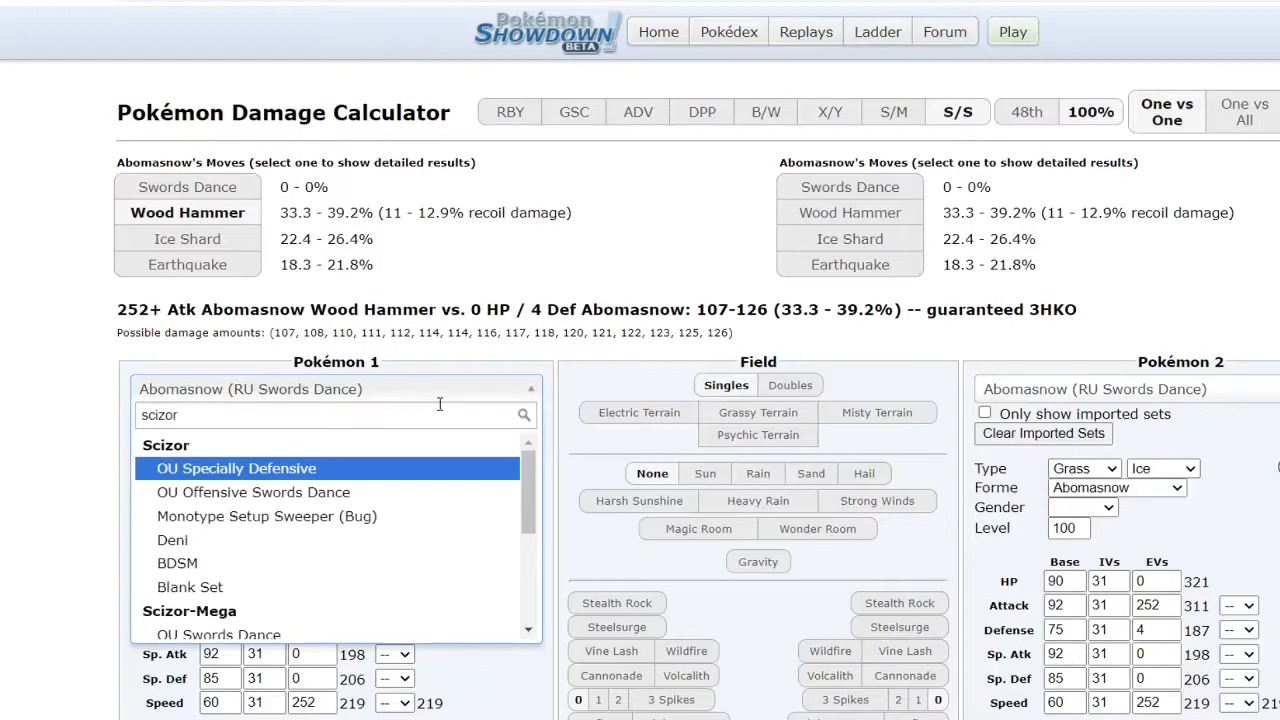 Pokémon SHOWDOWN! BETA Home Pokédex Replays Ladder Forum Play
Pokémon Damage Calculator RBY GSC ADV DPP B/W X/Y S/M S/S 48th 100% One vs One One vs All
Abomasnow's Moves (select one to show detailed results)
Swords Dance 0 - 0%
Wood Hammer 33.3 - 39.2% (11 - 12.9% recoil damage)
Ice Shard 22.4 - 26.4%
Earthquake 18.3 - 21.8%
Abomasnow's Moves (select one to show detailed results)
Swords Dance 0 - 0%
Wood Hammer 33.3 - 39.2% (11 - 12.9% recoil damage)
Ice Shard 22.4 - 26.4%
Earthquake 18.3 - 21.8%
252+ Atk Abomasnow Wood Hammer vs. 0 HP / 4 Def Abomasnow: 107-126 (33.3 - 39.2%) -- guaranteed 3HKO
Possible damage amounts: (107, 108, 110, 111, 112, 114, 114, 116, 117, 118, 120, 121, 122, 123, 125, 126)
Pokémon 1
Abomasnow (RU Swords Dance)
scizor
Scizor
OU Specially Defensive
OU Offensive Swords Dance
Monotype Setup Sweeper (Bug)
Deni
BDSM
Blank Set
Scizor-Mega
OU Swords Dance
Sp. Atk 92 31 0 198 --
Sp. Def 85 31 0 206 --
Speed 60 31 252 219 -- 219
Field
Singles Doubles
Electric Terrain Grassy Terrain Misty Terrain
Psychic Terrain
None Sun Rain Sand Hail
Harsh Sunshine Heavy Rain Strong Winds
Magic Room Wonder Room
Gravity
Stealth Rock Stealth Rock
Steelsurge Steelsurge
Vine Lash Wildfire Wildfire Vine Lash
Cannonade Volcalith Volcalith Cannonade
0 1 2 3 Spikes 3 Spikes 2 1 0
Pokémon 2
Abomasnow (RU Swords Dance)
Only show imported sets
Clear Imported Sets
Type Grass Ice
Forme Abomasnow
Gender
Level 100
Base IVs EVs
HP 90 31 0 321
Attack 92 31 252 311 --
Defense 75 31 4 187 --
Sp. Atk 92 31 0 198 --
Sp. Def 85 31 0 206 --
Speed 60 31 252 219 --